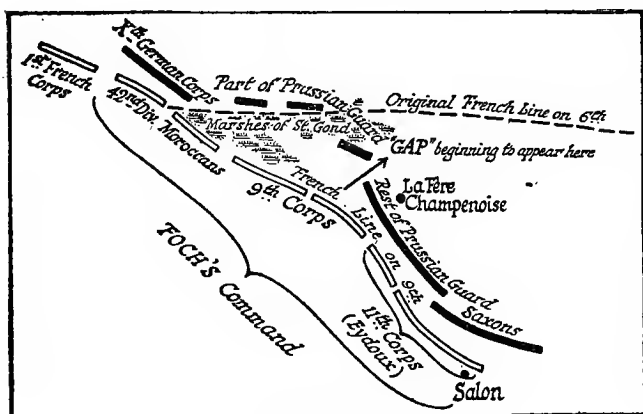 1st French
Corps
Xth German Corps
42nd Div.
Moroccans
Part of Prussian Guard
Original French Line on 6th
Marshes of St. Gond
"GAP" beginning to appear here
9th Corps
French Line on 9th
La Fère
Champenoise
Rest of Prussian Guard
Saxons
FOCH's
Command
11th Corps
(Eydoux)
Salon